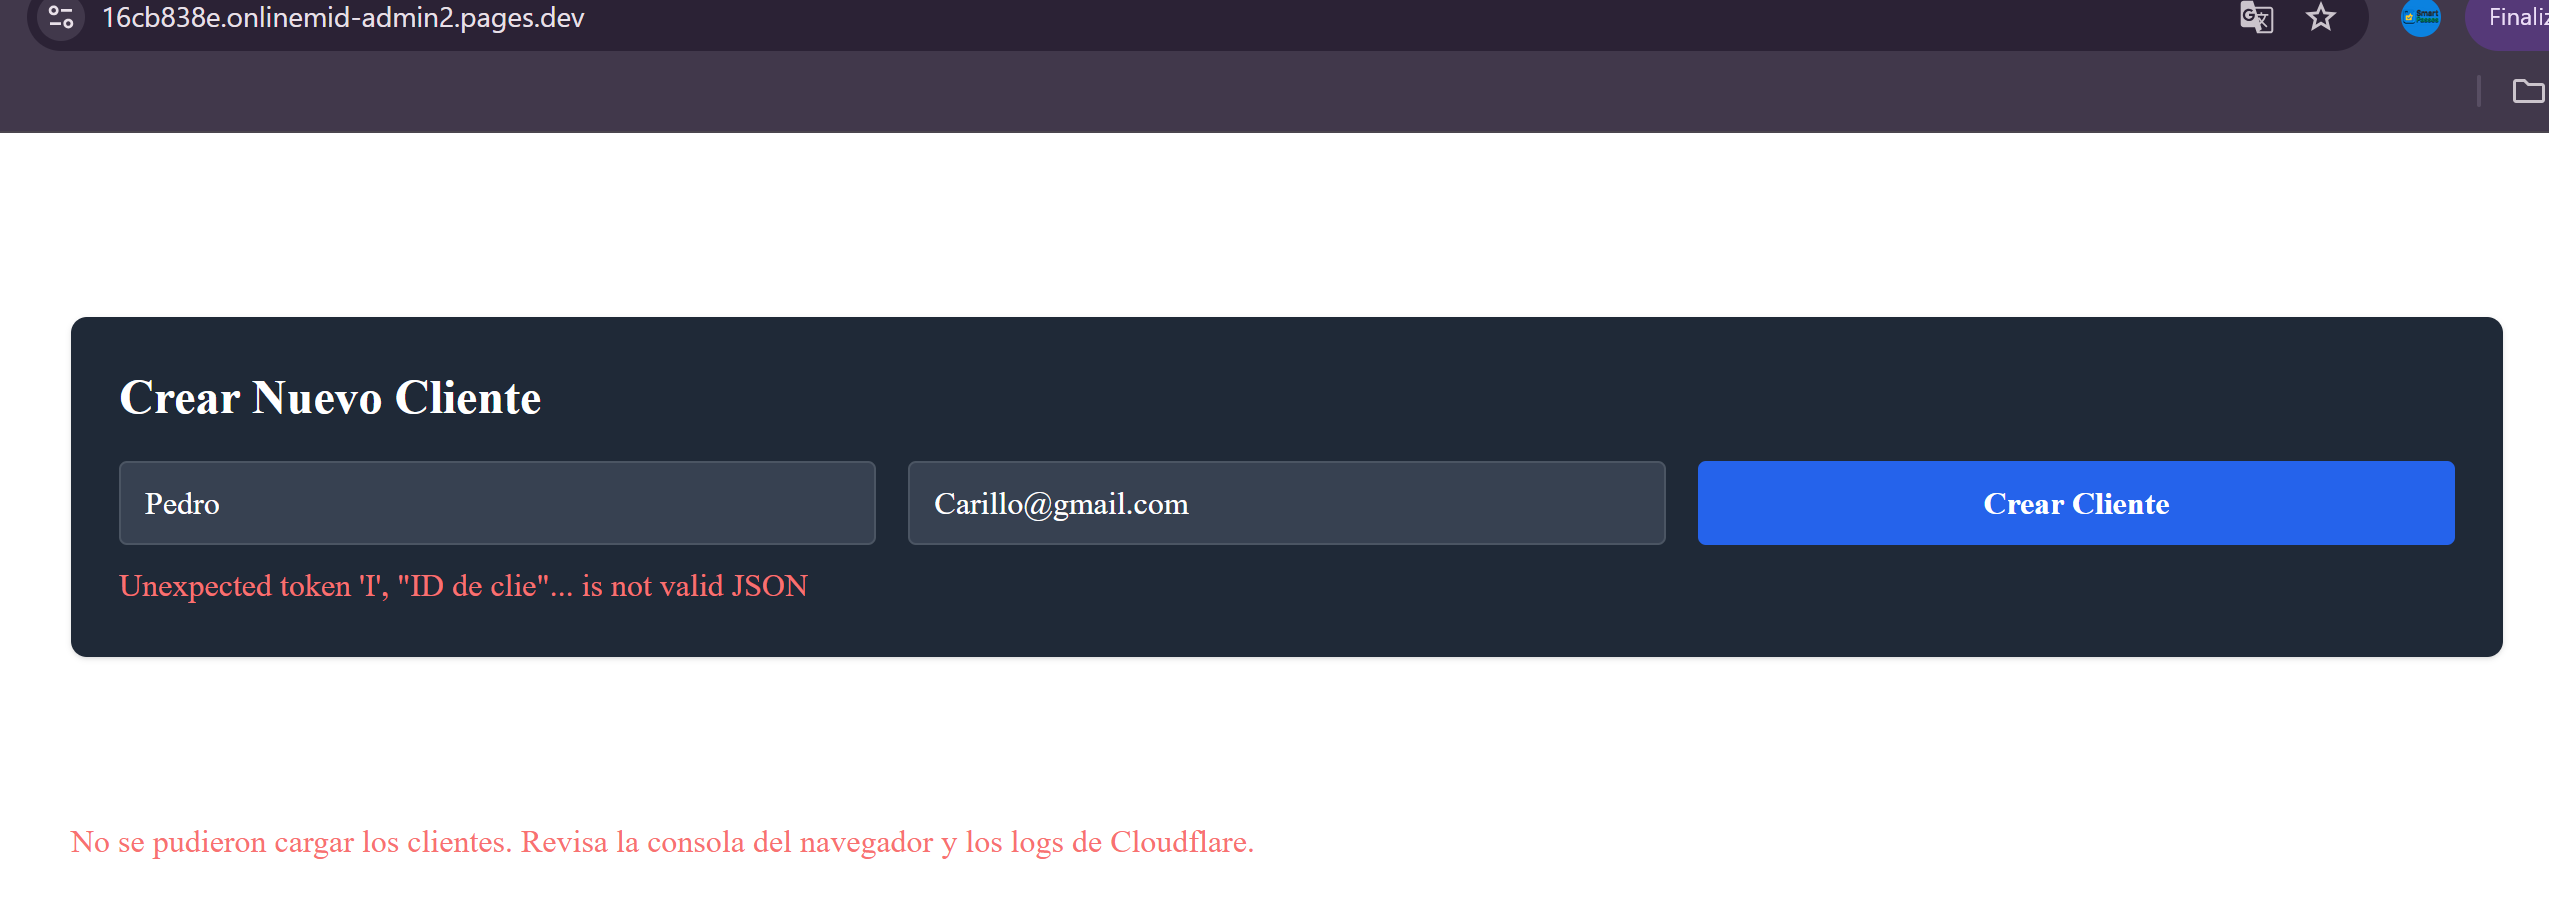 16cb838e.onlinemid-admin2.pages.dev
Smart
Finaliz
Crear Nuevo Cliente
Pedro
Carillo@gmail.com
Crear Cliente
Unexpected token 'I', "ID de clie"... is not valid JSON
No se pudieron cargar los clientes. Revisa la consola del navegador y los logs de Cloudflare.